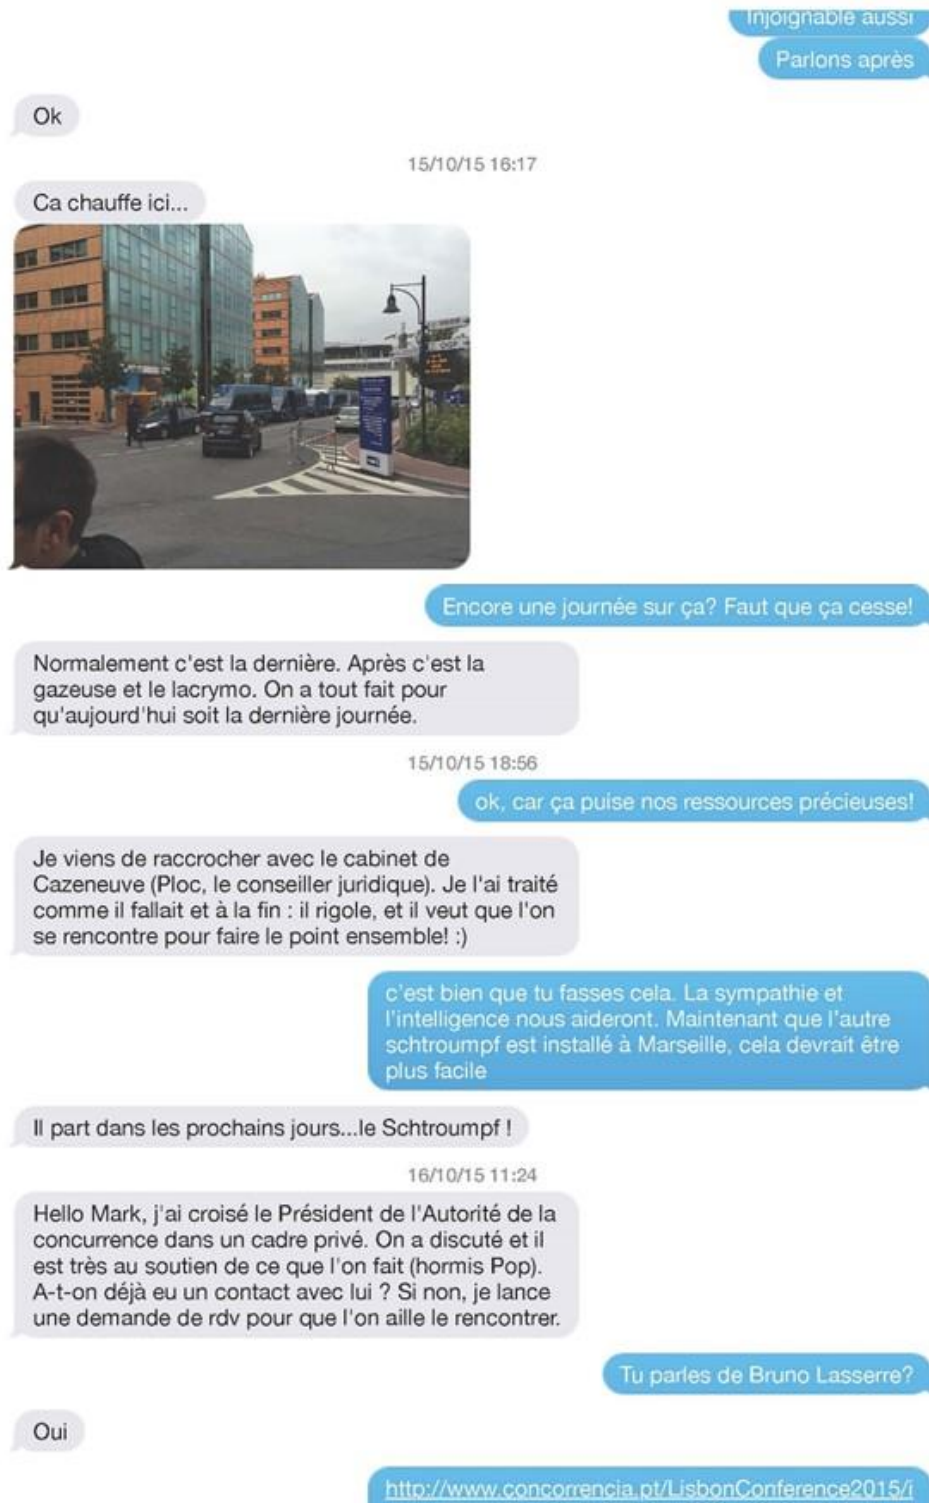 Injoignable aussi
Parlons après
Ok
15/10/15 16:17
Ca chauffe ici...
Encore une journée sur ça? Faut que ça cesse!
Normalement c'est la dernière. Après c'est la
gazeuse et le lacrymo. On a tout fait pour
qu'aujourd'hui soit la dernière journée.
15/10/15 18:56
ok, car ça puise nos ressources précieuses!
Je viens de raccrocher avec le cabinet de
Cazeneuve (Ploc, le conseiller juridique). Je l'ai traité
comme il fallait et à la fin : il rigole, et il veut que l'on
se rencontre pour faire le point ensemble! :)
c'est bien que tu fasses cela. La sympathie et
l'intelligence nous aideront. Maintenant que l'autre
schtroumpf est installé à Marseille, cela devrait être
plus facile
Il part dans les prochains jours...le Schtroumpf !
16/10/15 11:24
Hello Mark, j'ai croisé le Président de l'Autorité de la
concurrence dans un cadre privé. On a discuté et il
est très au soutien de ce que l'on fait (hormis Pop).
A-t-on déjà eu un contact avec lui ? Si non, je lance
une demande de rdv pour que l'on aille le rencontrer.
Tu parles de Bruno Lasserre?
Oui
http://www.concorrencia.pt/LisbonConference2015/i